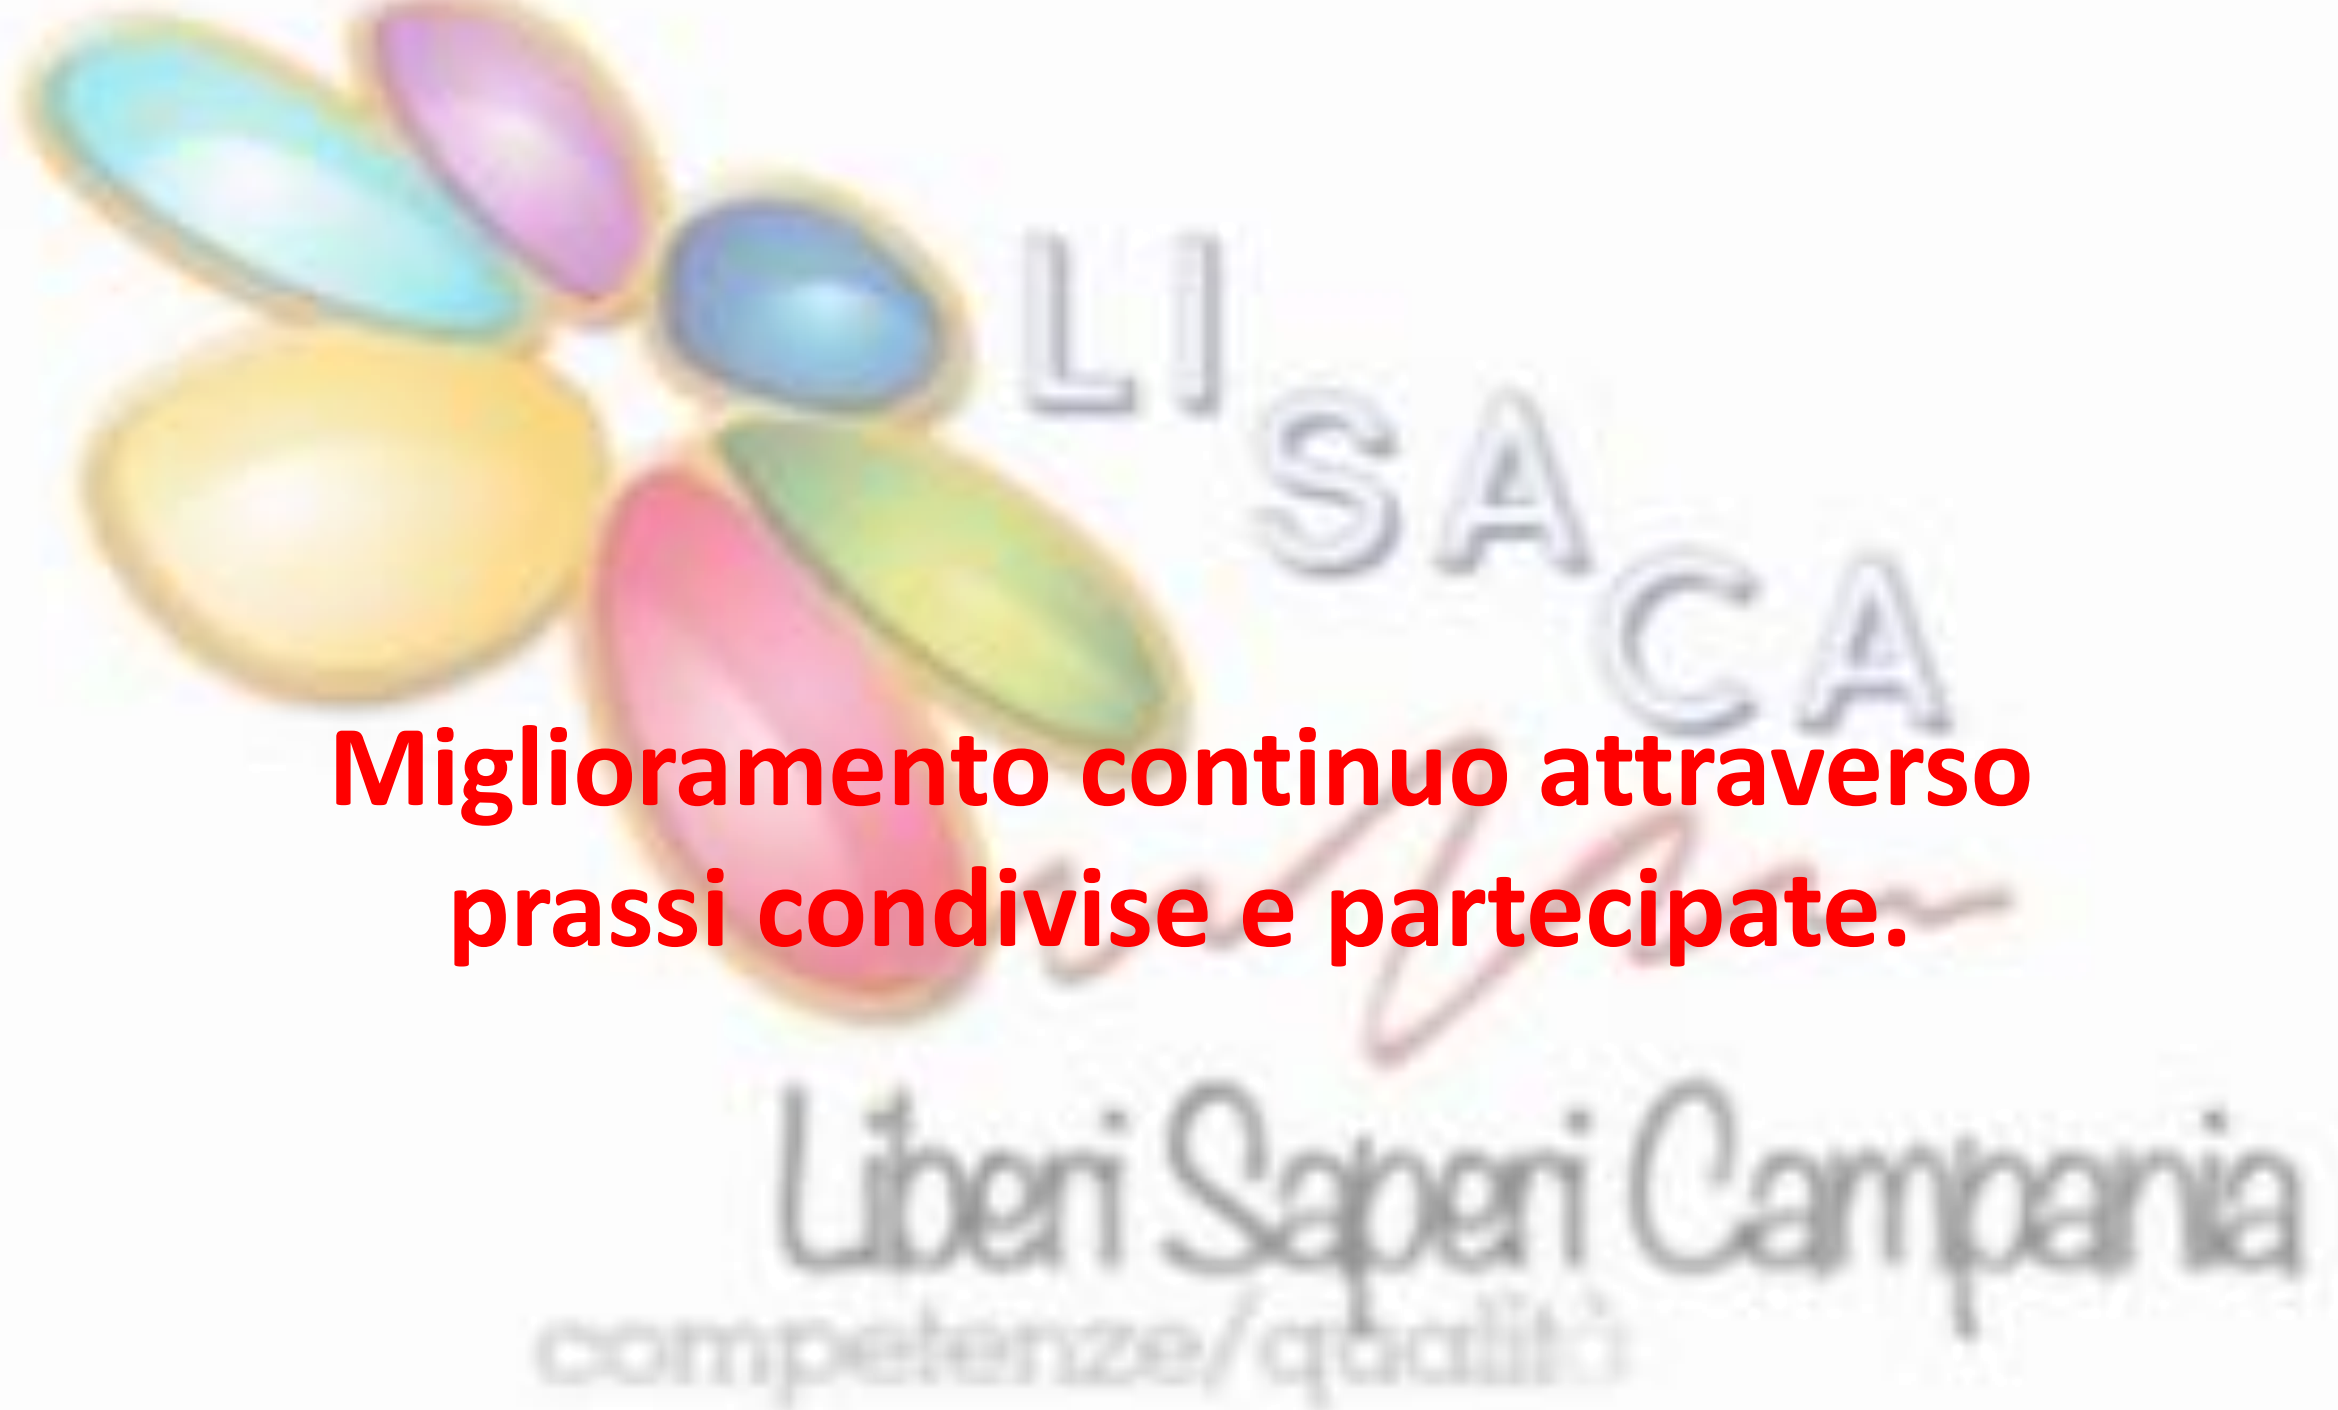 LI
SA
CA
Miglioramento continuo attraverso
prassi condivise e partecipate.
Liberi Saperi Campania
competenze/qualità